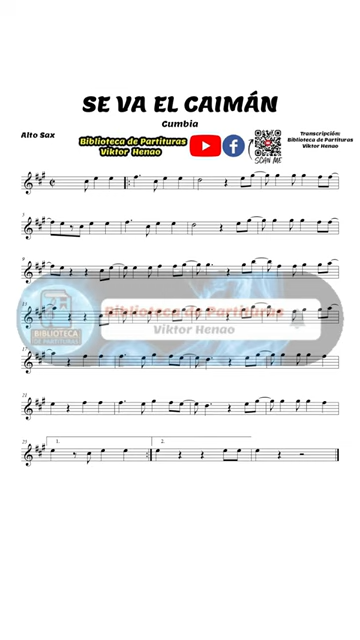 SE VA EL CAIMÁN
Cumbia
Alto Sax
Biblioteca de Partituras
Viktor Henao
SCAN ME
Transcripción:
Biblioteca de Partituras
Viktor Henao
5
9
13
Biblioteca de Partituras
Viktor Henao
BIBLIOTECA
DE PARTITURAS
17
21
25
1.
2.